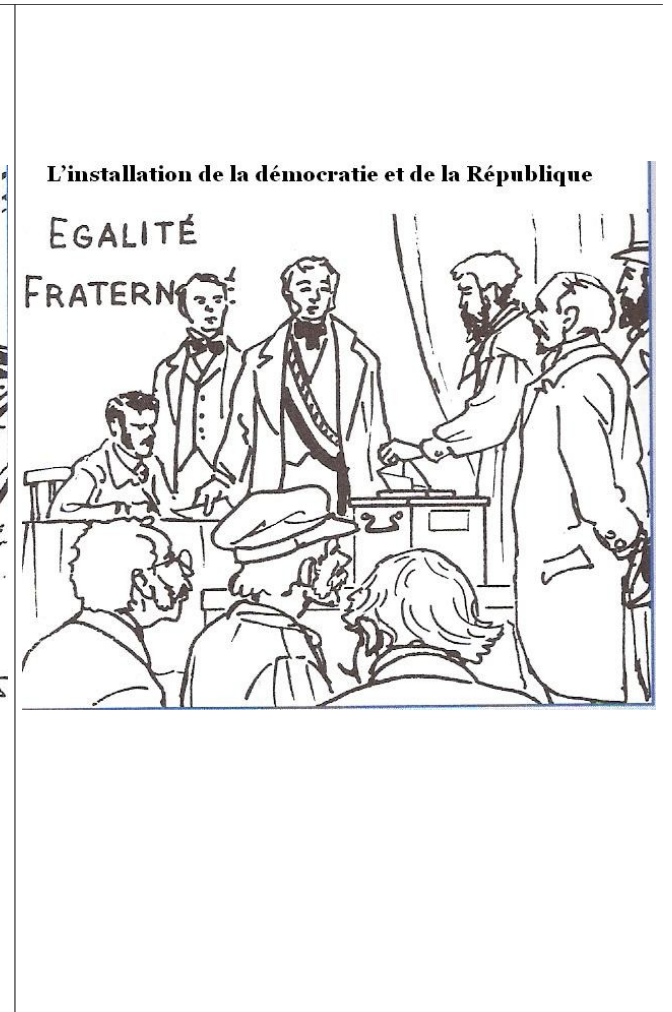 L'installation de la démocratie et de la République
EGALITÉ
FRATERN É